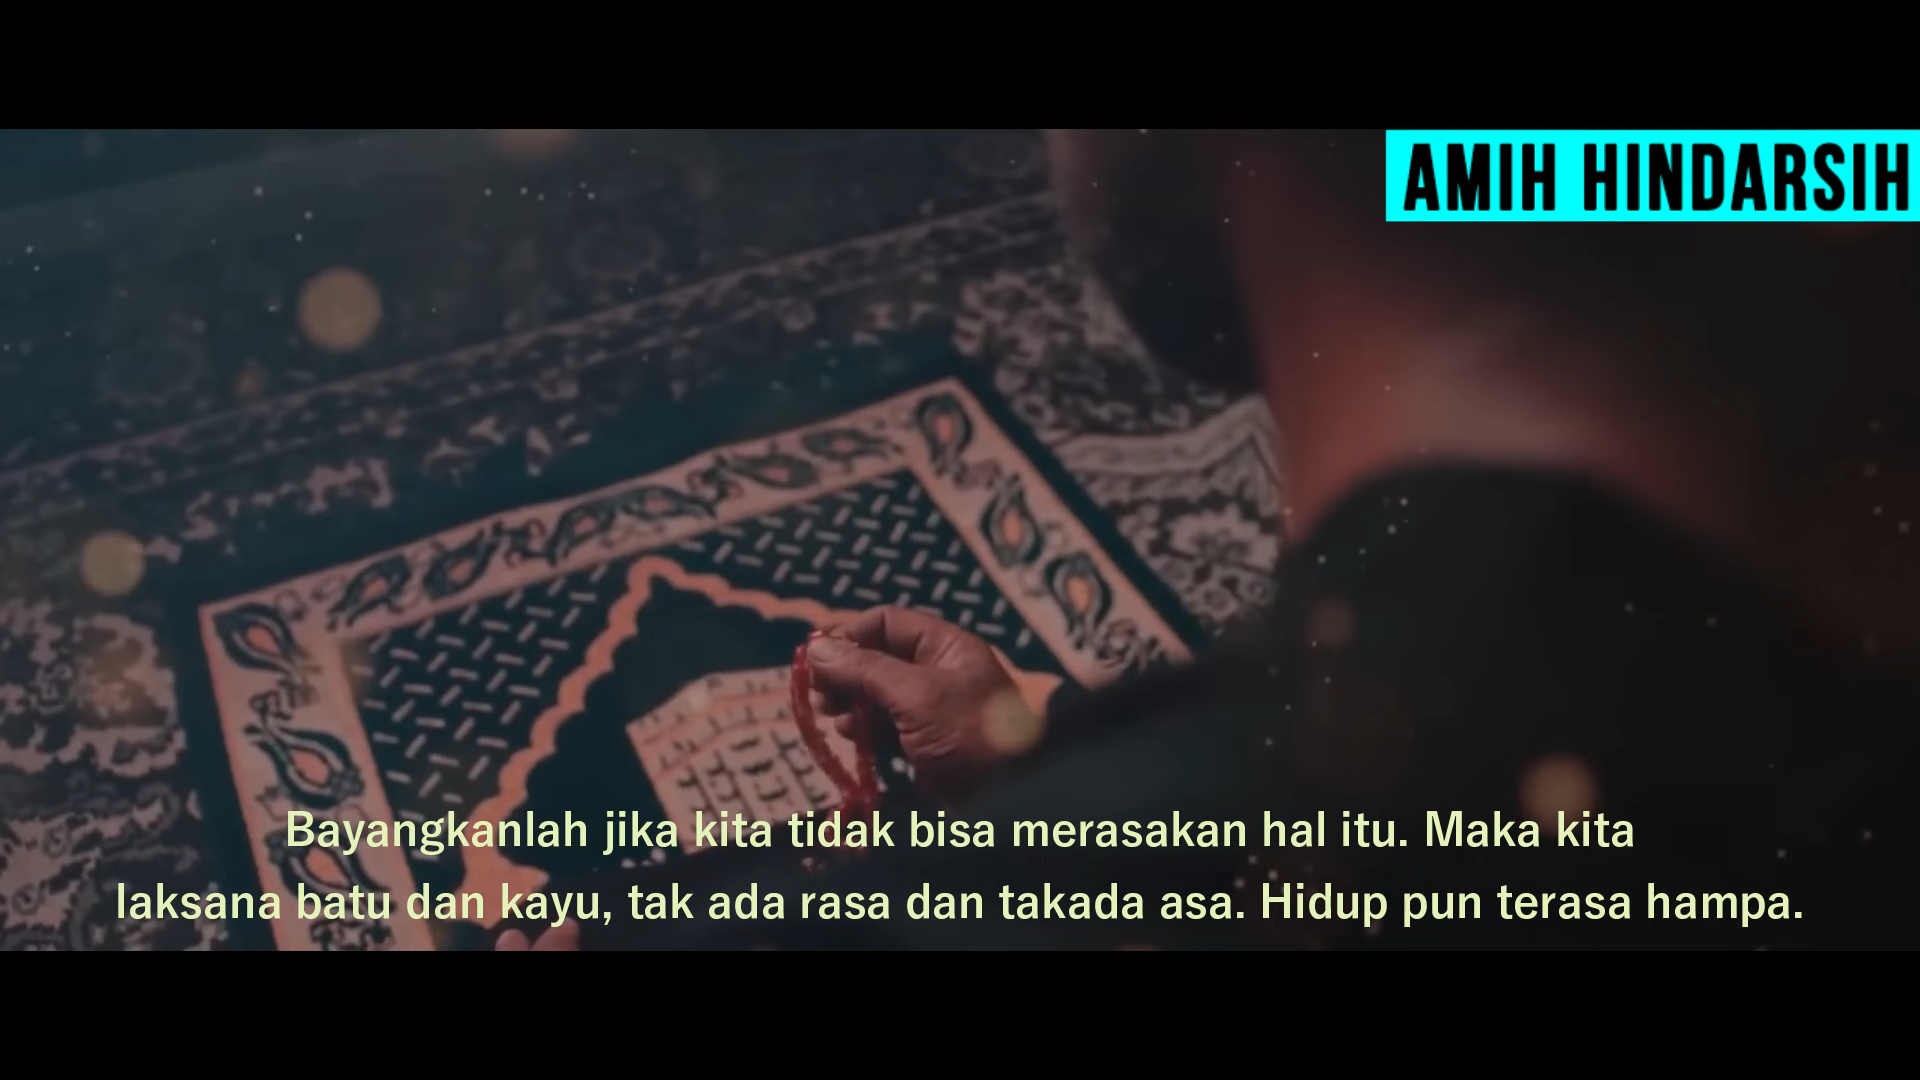 AMIH HINDARSIH
Bayangkanlah jika kita tidak bisa merasakan hal itu. Maka kita
laksana batu dan kayu, tak ada rasa dan takada asa. Hidup pun terasa hampa.